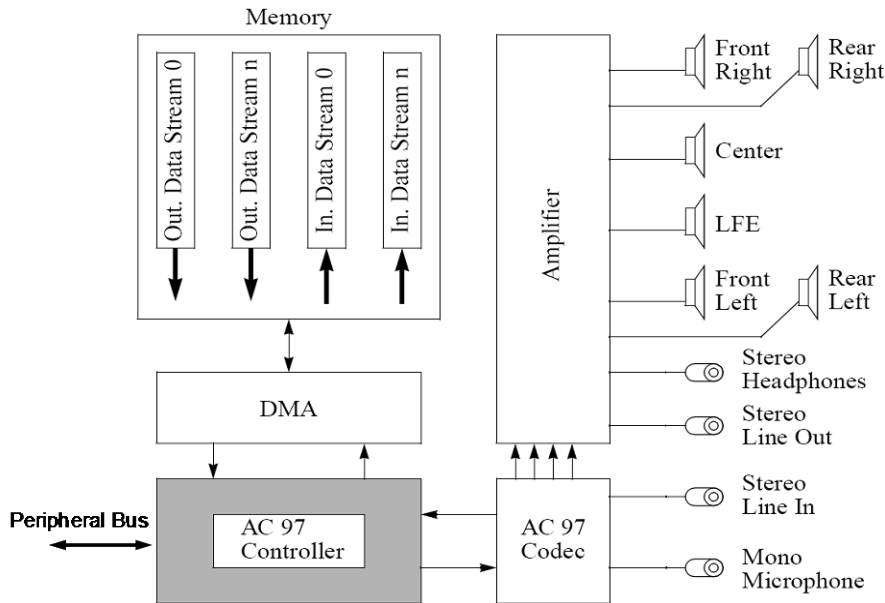 Memory
Out. Data Stream 0
Out. Data Stream n
In. Data Stream 0
In. Data Stream n
DMA
Peripheral Bus
AC 97
Controller
Amplifier
AC 97
Codec
Front
Right
Rear
Right
Center
LFE
Front
Left
Rear
Left
Stereo
Headphones
Stereo
Line Out
Stereo
Line In
Mono
Microphone